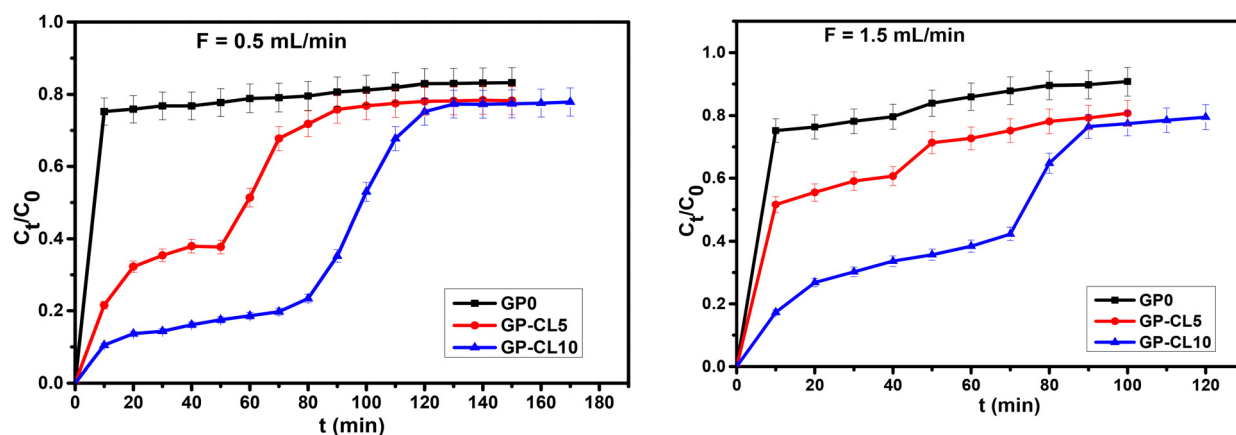 F = 0.5 mL/min
1.0
0.8
0.6
0.4
0.2
0.0
Ct/C0
GP0
GP-CL5
GP-CL10
0 20 40 60 80 100 120 140 160 180
t (min)
F = 1.5 mL/min
1.0
0.8
0.6
0.4
0.2
0.0
Ct/C0
GP0
GP-CL5
GP-CL10
0 20 40 60 80 100 120
t (min)